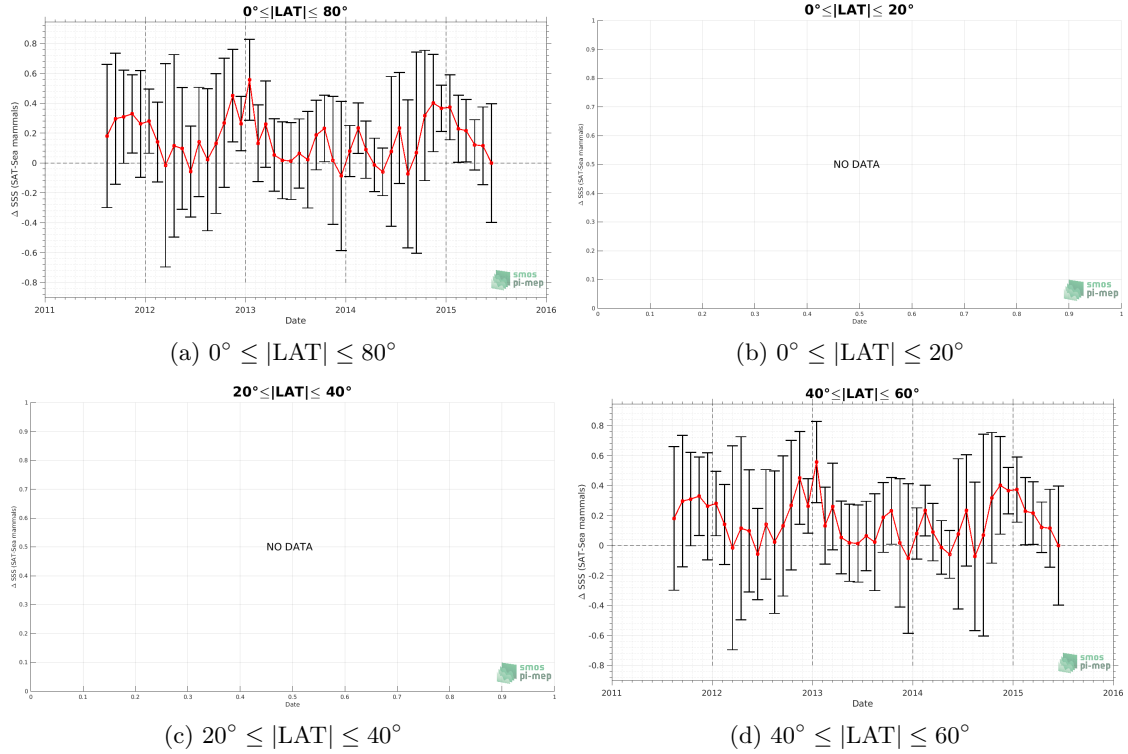 0°≤|LAT|≤ 80°
0.8
0.6
0.4
0.2
0
-0.2
-0.4
-0.6
-0.8
Δ SSS (SAT-Sea mammals)
2011 2012 2013 2014 2015 2016
Date
smos
pi-mep
(a) 0° ≤ |LAT| ≤ 80°
0°≤|LAT|≤ 20°
1
0.9
0.8
0.7
0.6
0.5
0.4
0.3
0.2
0.1
0
Δ SSS (SAT-Sea mammals)
NO DATA
0 0.1 0.2 0.3 0.4 0.5 0.6 0.7 0.8 0.9 1
Date
smos
pi-mep
(b) 0° ≤ |LAT| ≤ 20°
20°≤|LAT|≤ 40°
1
0.9
0.8
0.7
0.6
0.5
0.4
0.3
0.2
0.1
0
Δ SSS (SAT-Sea mammals)
NO DATA
0 0.1 0.2 0.3 0.4 0.5 0.6 0.7 0.8 0.9 1
Date
smos
pi-mep
(c) 20° ≤ |LAT| ≤ 40°
40°≤|LAT|≤ 60°
0.8
0.6
0.4
0.2
0
-0.2
-0.4
-0.6
-0.8
Δ SSS (SAT-Sea mammals)
2011 2012 2013 2014 2015 2016
Date
smos
pi-mep
(d) 40° ≤ |LAT| ≤ 60°